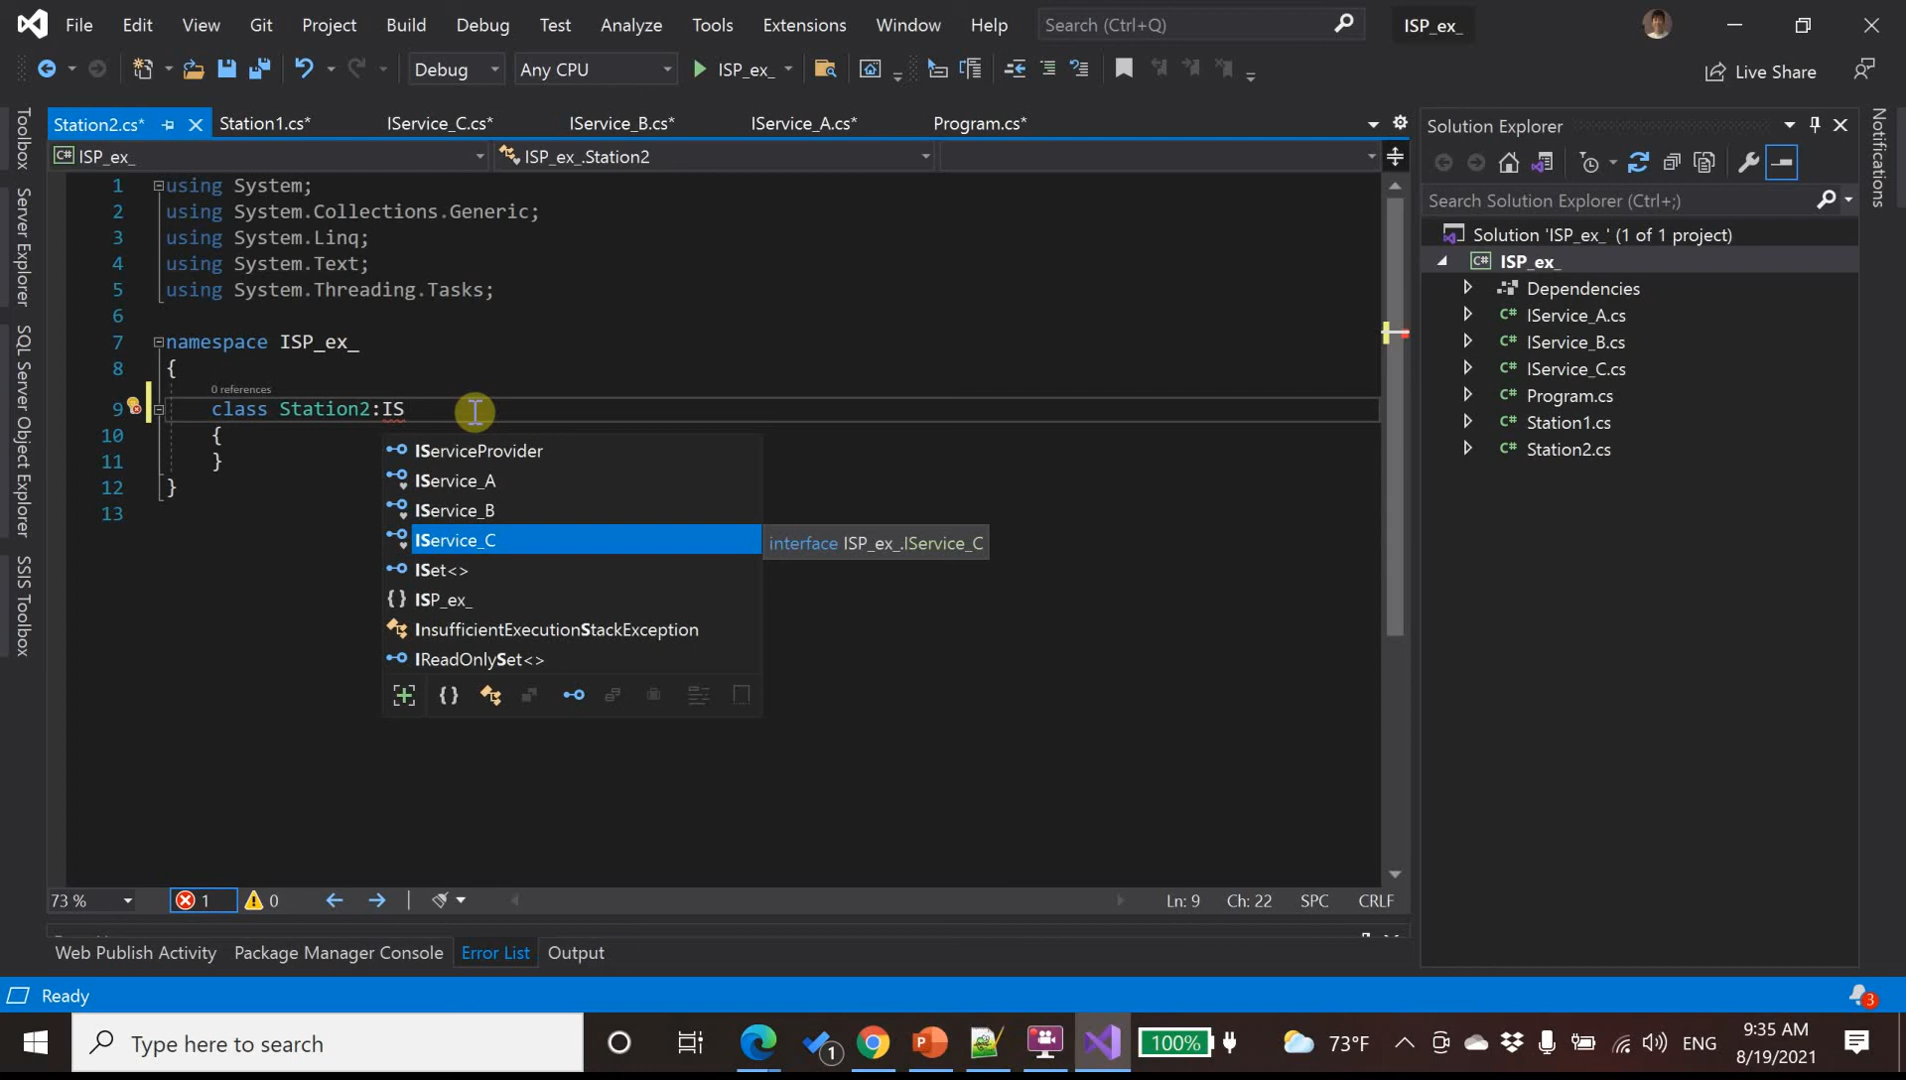 File Edit View Git Project Build Debug Test Tools Analyze Extensions Window Help Search (Ctrl+Q) ISP_ex_
Debug Any CPU ISP_ex_ Live Share
Station2.cs* Station1.cs* IService_C.cs* IService_B.cs* IService_A.cs* Program.cs*
ISP_ex_ ISP_ex_.Station2
1 using System;
2 using System.Collections.Generic;
3 using System.Linq;
4 using System.Text;
5 using System.Threading.Tasks;
6
7 namespace ISP_ex_
8 {
0 references
9 class Station2:IS
10 {
11 }
12 }
13
IServiceProvider
IService_A
IService_B
IService_C
interface ISP_ex_.IService_C
ISet<>
ISP_ex_
InsufficientExecutionStackException
IReadOnlySet<>
73 % 1 0 Ln: 9 Ch: 22 SPC CRLF
Web Publish Activity Package Manager Console Error List Output
Ready 3
Toolbox
Server Explorer
SQL Server Object Explorer
SSIS Toolbox
Solution Explorer
Search Solution Explorer (Ctrl+;)
Solution 'ISP_ex_' (1 of 1 project)
ISP_ex_
Dependencies
C# IService_A.cs
C# IService_B.cs
C# IService_C.cs
C# Program.cs
C# Station1.cs
C# Station2.cs
Notifications
Type here to search 1 100% 73°F ENG 9:35 AM
8/19/2021